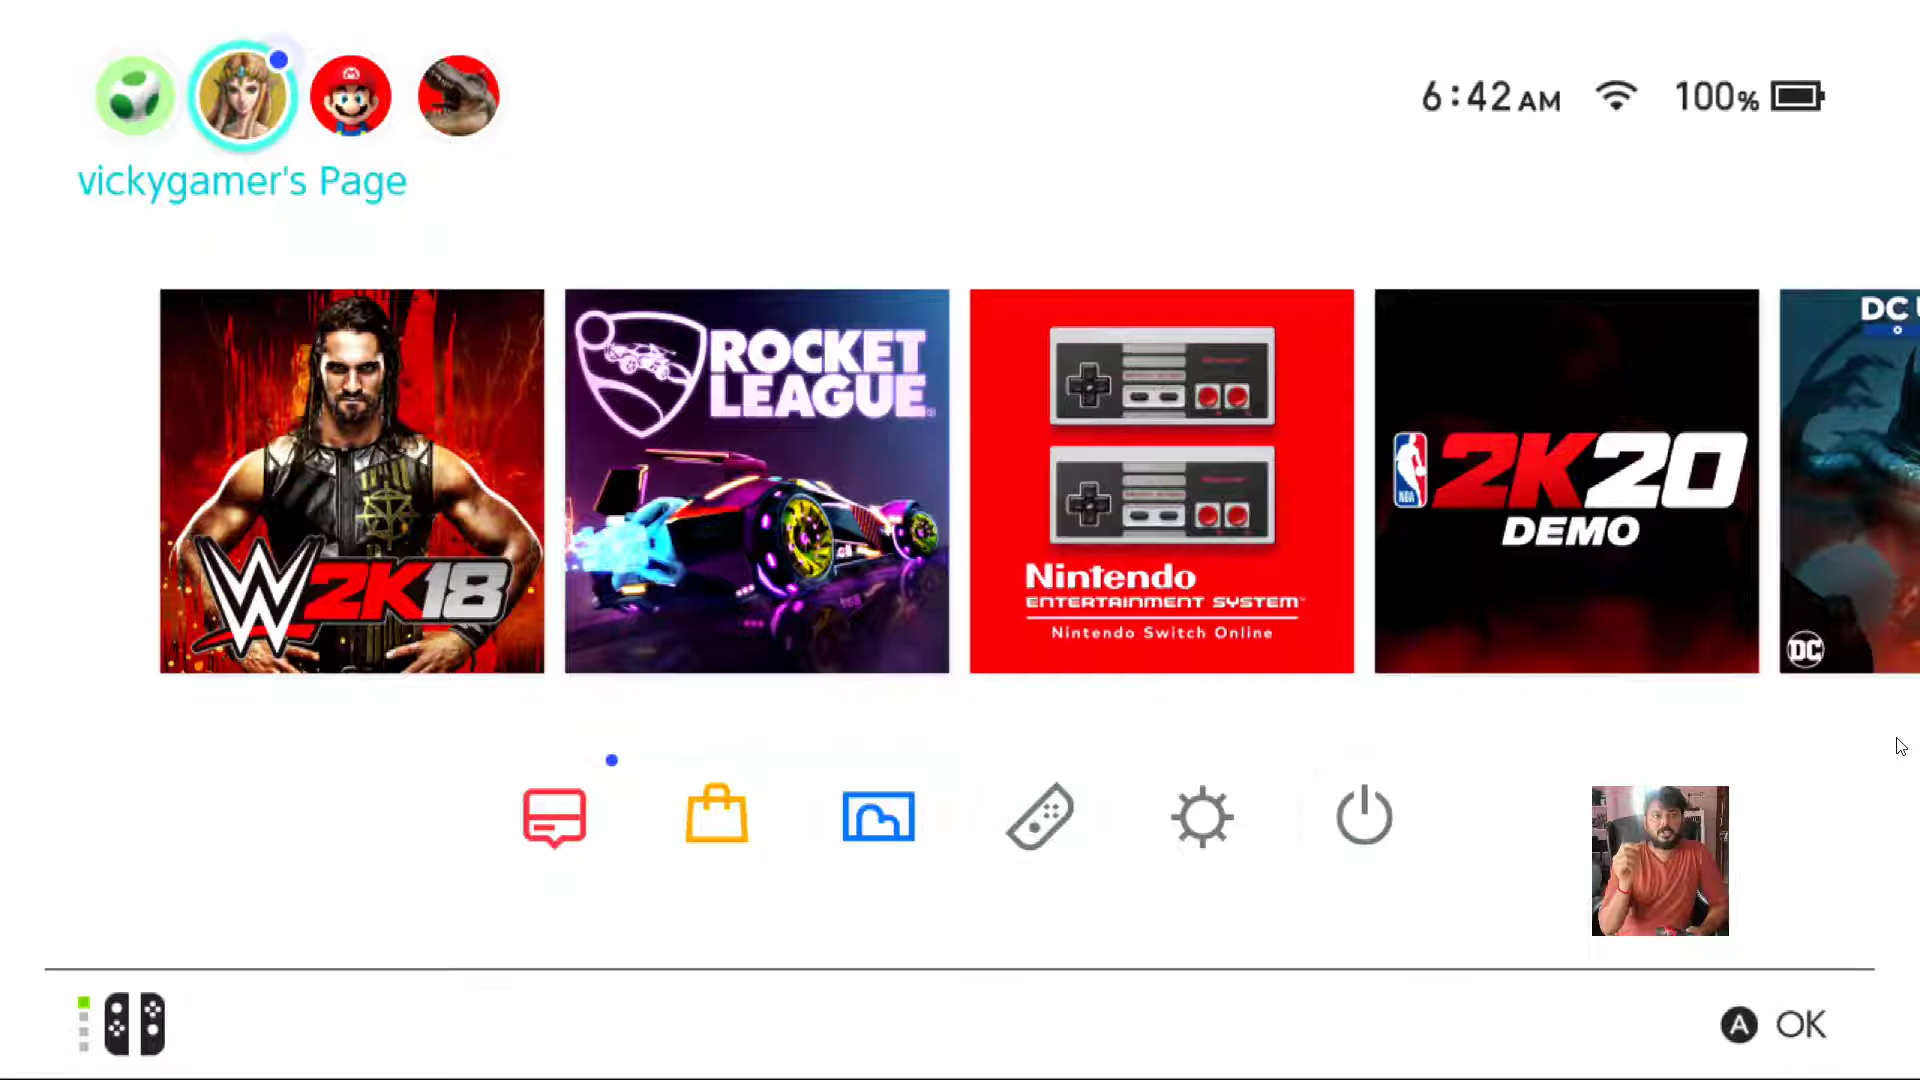 6:42 AM 100%
vickygamer's Page
DC
ROCKET
LEAGUE
NBA 2K20
DEMO
W 2K18
Nintendo
ENTERTAINMENT SYSTEM™
Nintendo Switch Online
DC
A OK